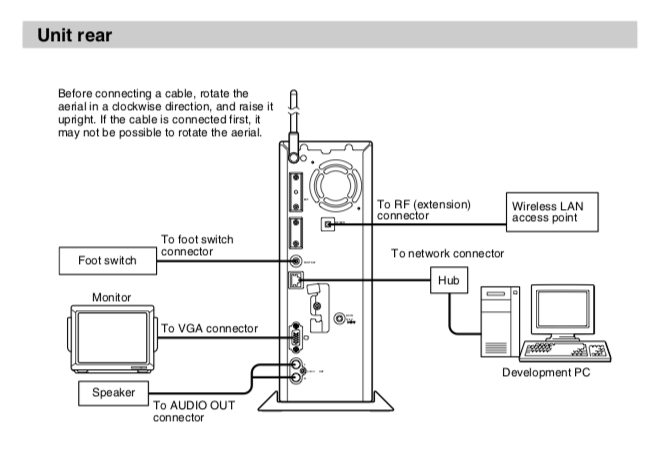 Unit rear
Before connecting a cable, rotate the
aerial in a clockwise direction, and raise it
upright. If the cable is connected first, it
may not be possible to rotate the aerial.
To RF (extension)
connector
Wireless LAN
access point
To foot switch
connector
Foot switch
To network connector
Hub
Monitor
To VGA connector
Development PC
Speaker
To AUDIO OUT
connector